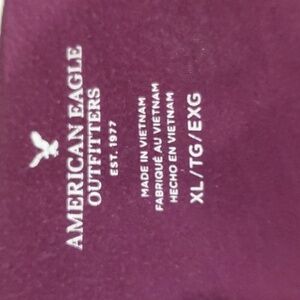 AMERICAN EAGLE
OUTFITTERS
EST. 1977
MADE IN VIETNAM
FABRIQUÉ AU VIETNAM
HECHO EN VIETNAM
XL/TG/EXG